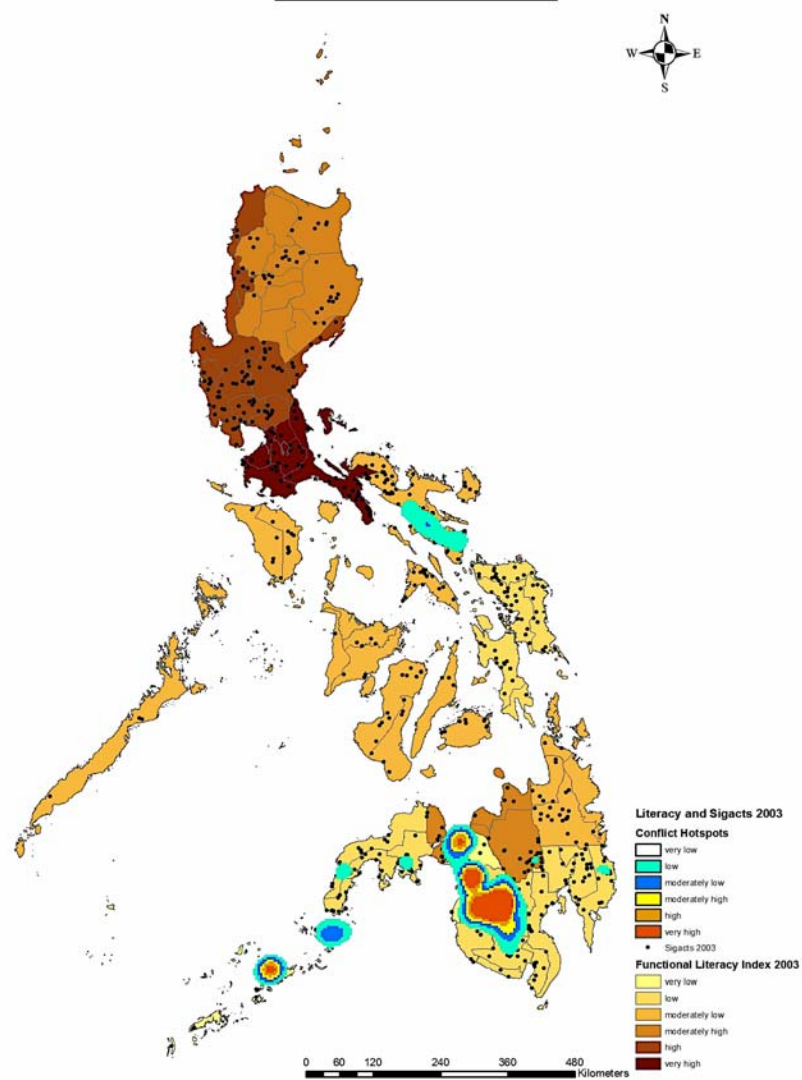 N
W E
S
Literacy and Sigacts 2003
Conflict Hotspots
very low
low
moderately low
moderately high
high
very high
Sigacts 2003
Functional Literacy Index 2003
very low
low
moderately low
moderately high
high
very high
0 60 120 240 360 480
Kilometers